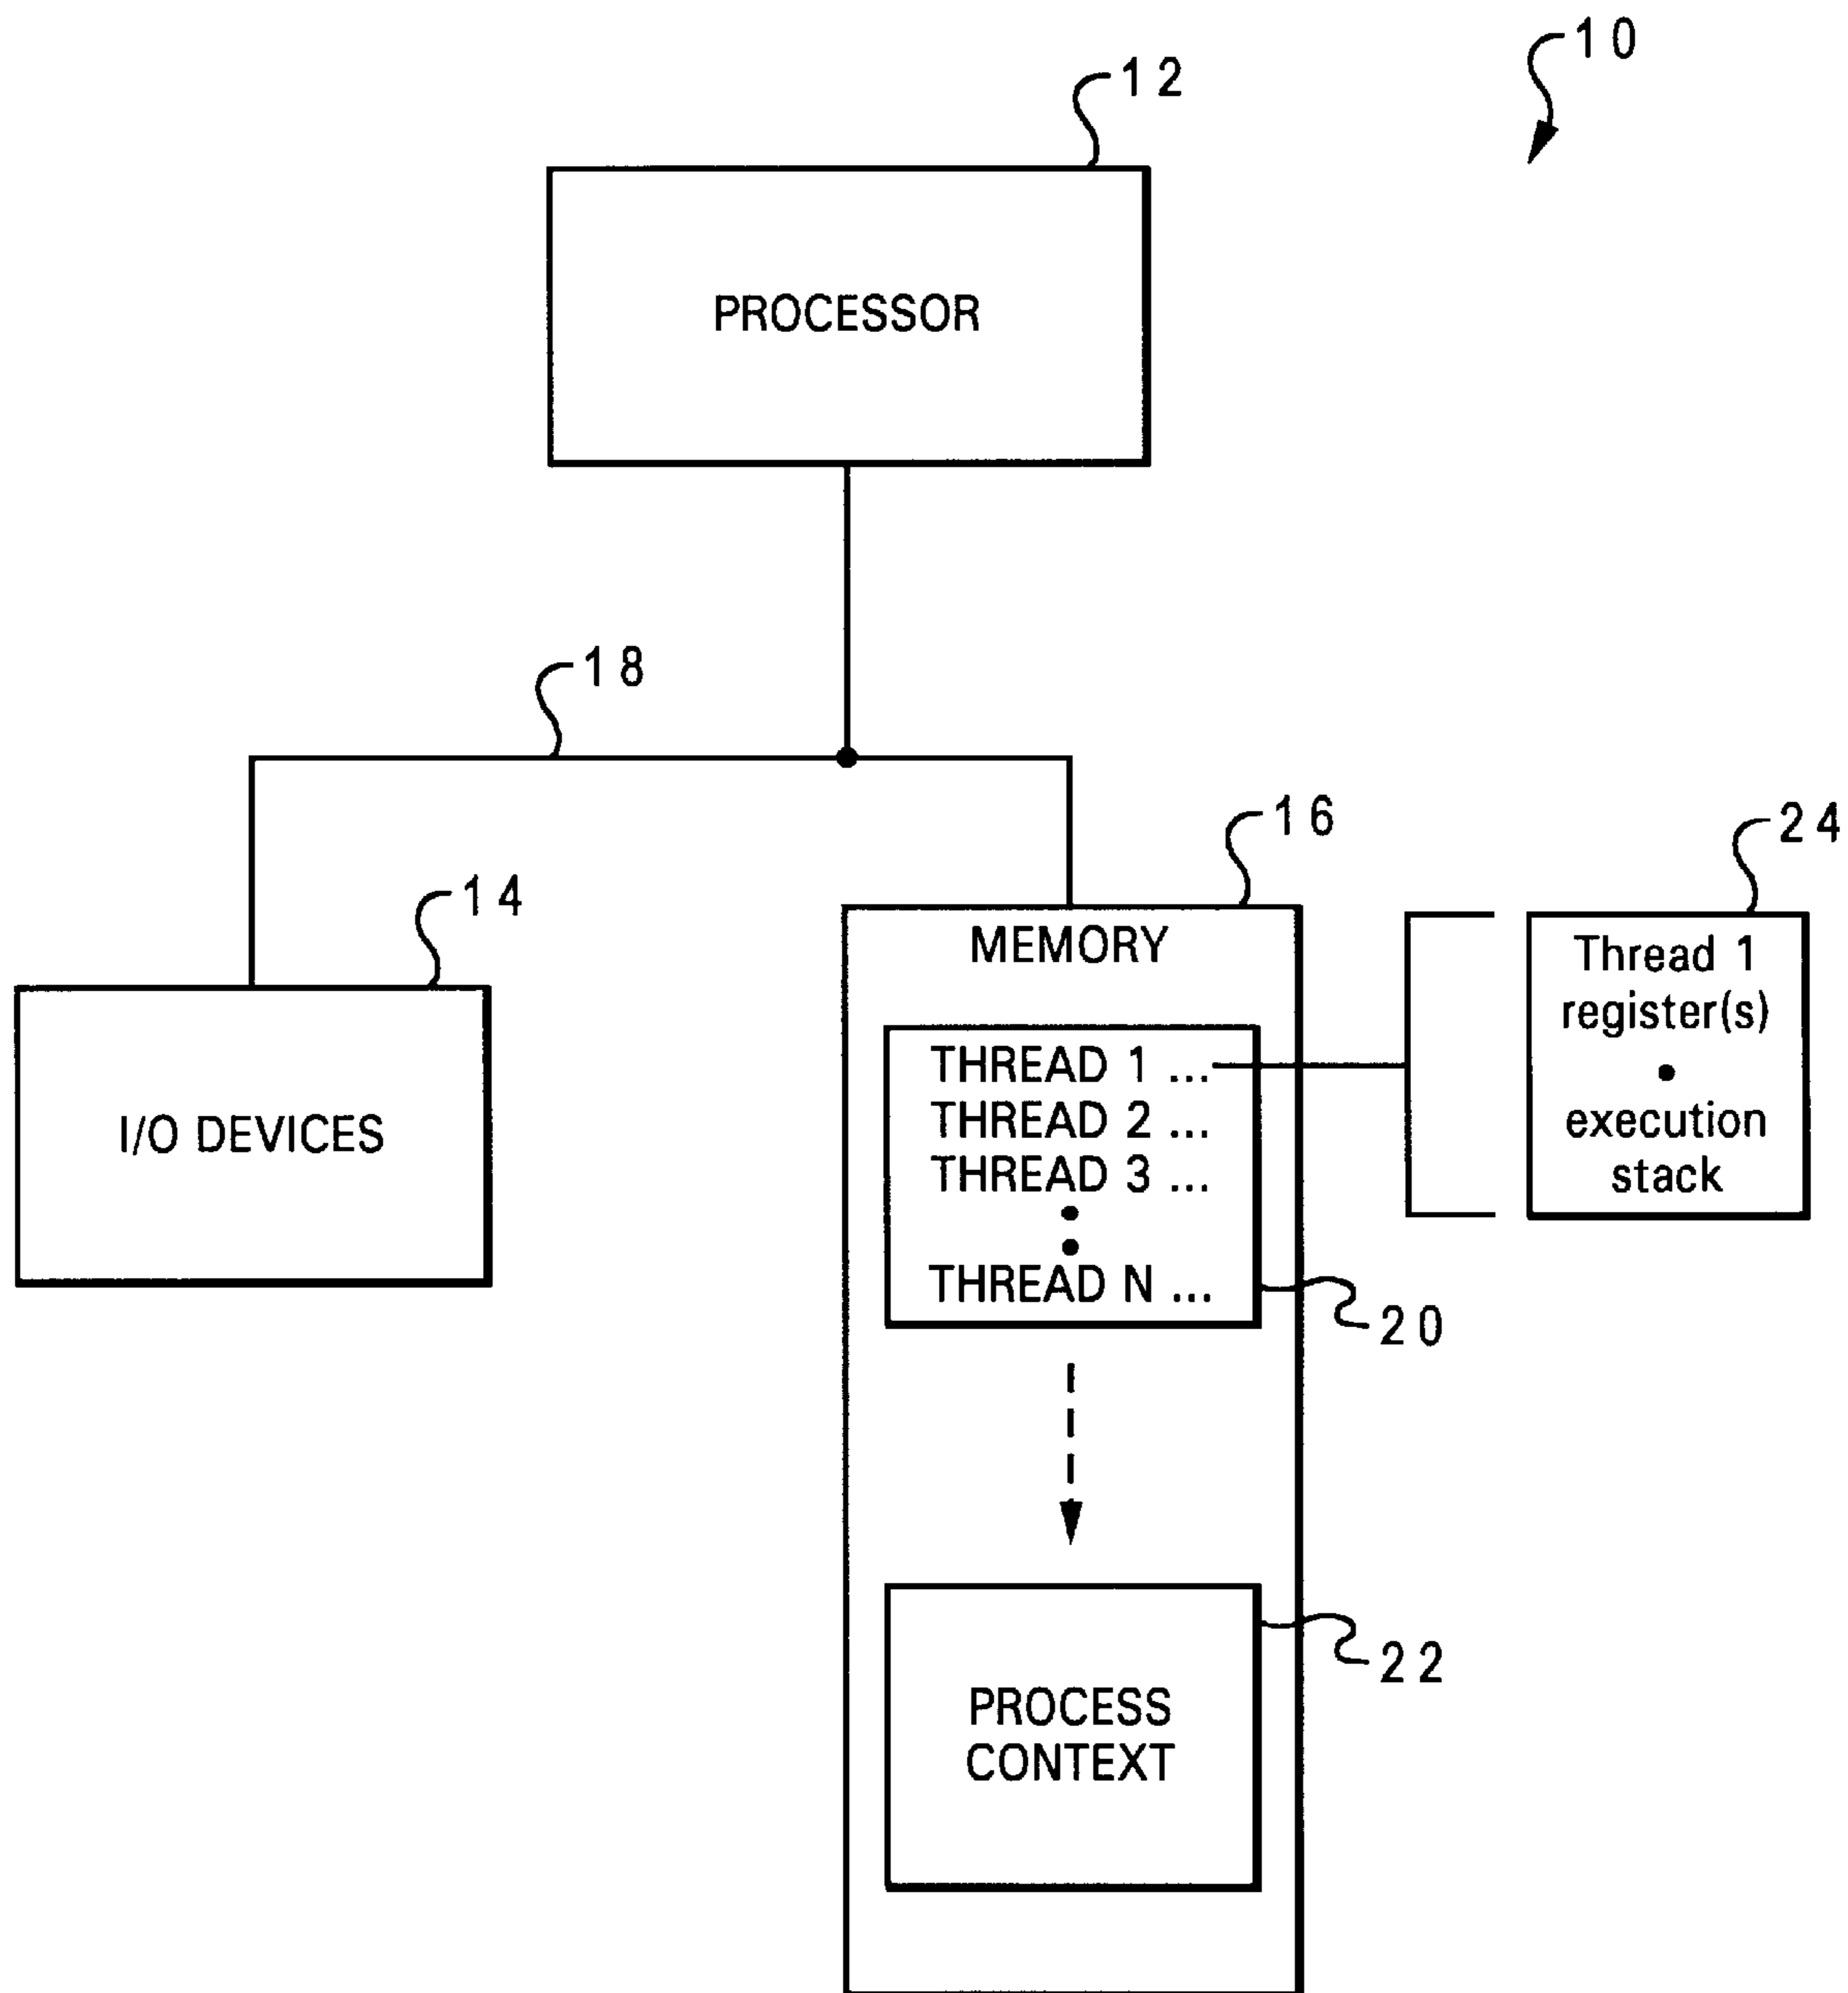 10
12
PROCESSOR
18
16
24
14
MEMORY
Thread 1
register(s)
•
execution
stack
THREAD 1 ...
THREAD 2 ...
THREAD 3 ...
•
•
THREAD N ...
I/O DEVICES
20
22
PROCESS
CONTEXT